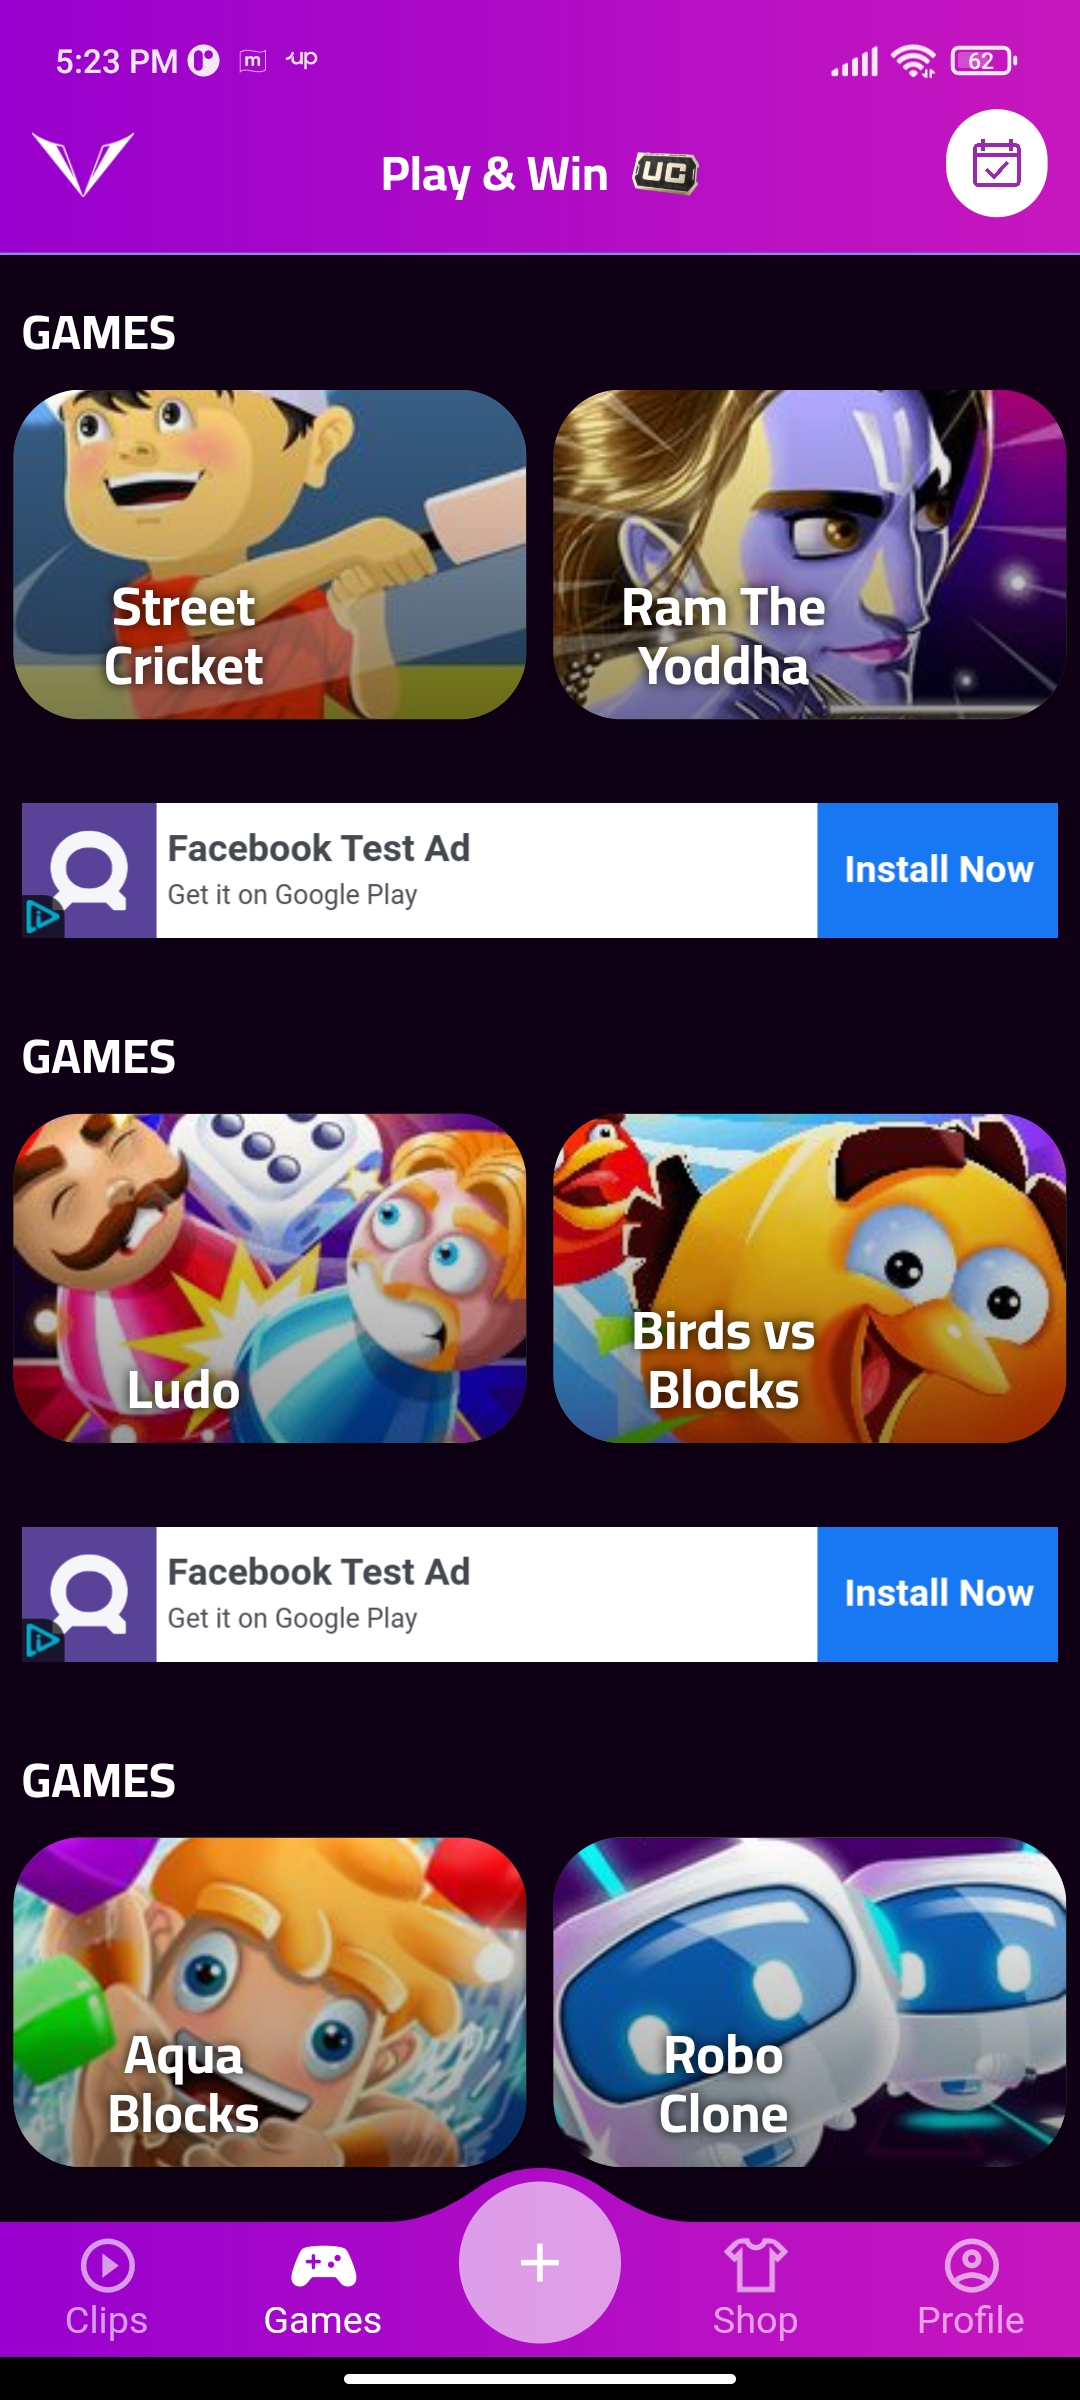 5:23 PM m up 62
Play & Win UC
GAMES
Street
Cricket
Ram The
Yoddha
Facebook Test Ad
Get it on Google Play
Install Now
GAMES
Ludo
Birds vs
Blocks
Facebook Test Ad
Get it on Google Play
Install Now
GAMES
Aqua
Blocks
Robo
Clone
Clips
Games
Shop
Profile